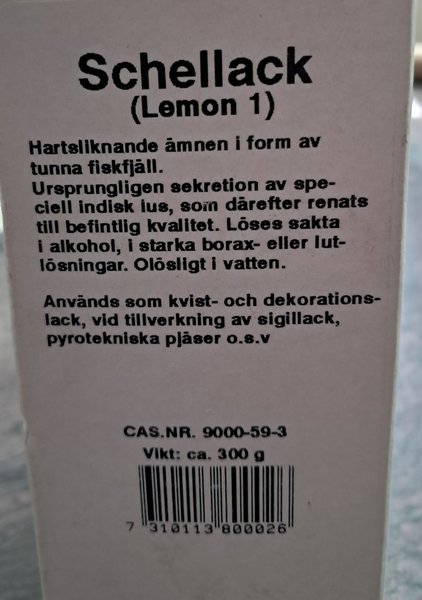 Schellack
(Lemon 1)
Hartsliknande ämnen i form av
tunna fiskfjäll.
Ursprungligen sekretion av spe-
ciell indisk lus, som därefter renats
till befintlig kvalitet. Löses sakta
i alkohol, i starka borax- eller lut-
lösningar. Olösligt i vatten.
Används som kvist- och dekorations-
lack, vid tillverkning av sigillack,
pyrotekniska pjäser o.s.v
CAS.NR. 9000-59-3
Vikt: ca. 300 g
7 310113 800026